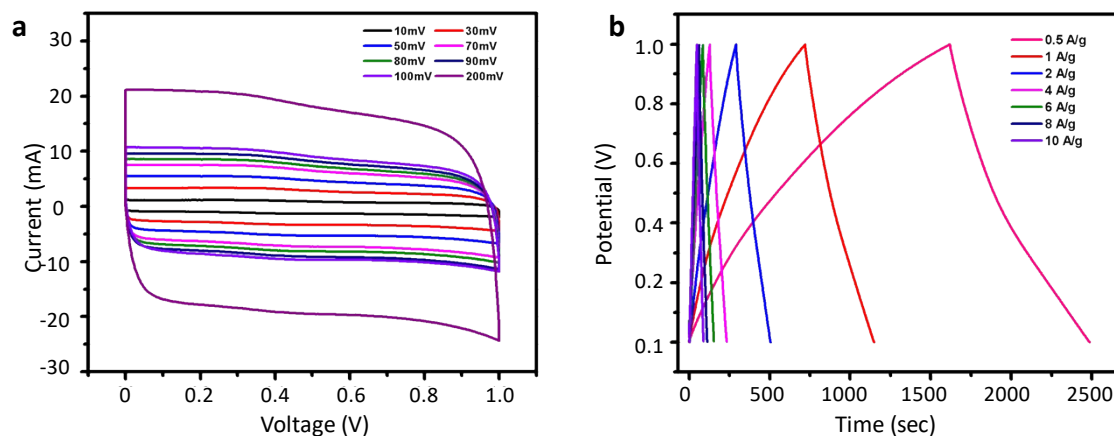 a
30
20
10
0
-10
-20
-30
Current (mA)
10mV 30mV
50mV 70mV
80mV 90mV
100mV 200mV
0 0.2 0.4 0.6 0.8 1.0
Voltage (V)
b
1.0
0.8
0.6
0.4
0.2
0.1
Potential (V)
0.5 A/g
1 A/g
2 A/g
4 A/g
6 A/g
8 A/g
10 A/g
0 500 1000 1500 2000 2500
Time (sec)